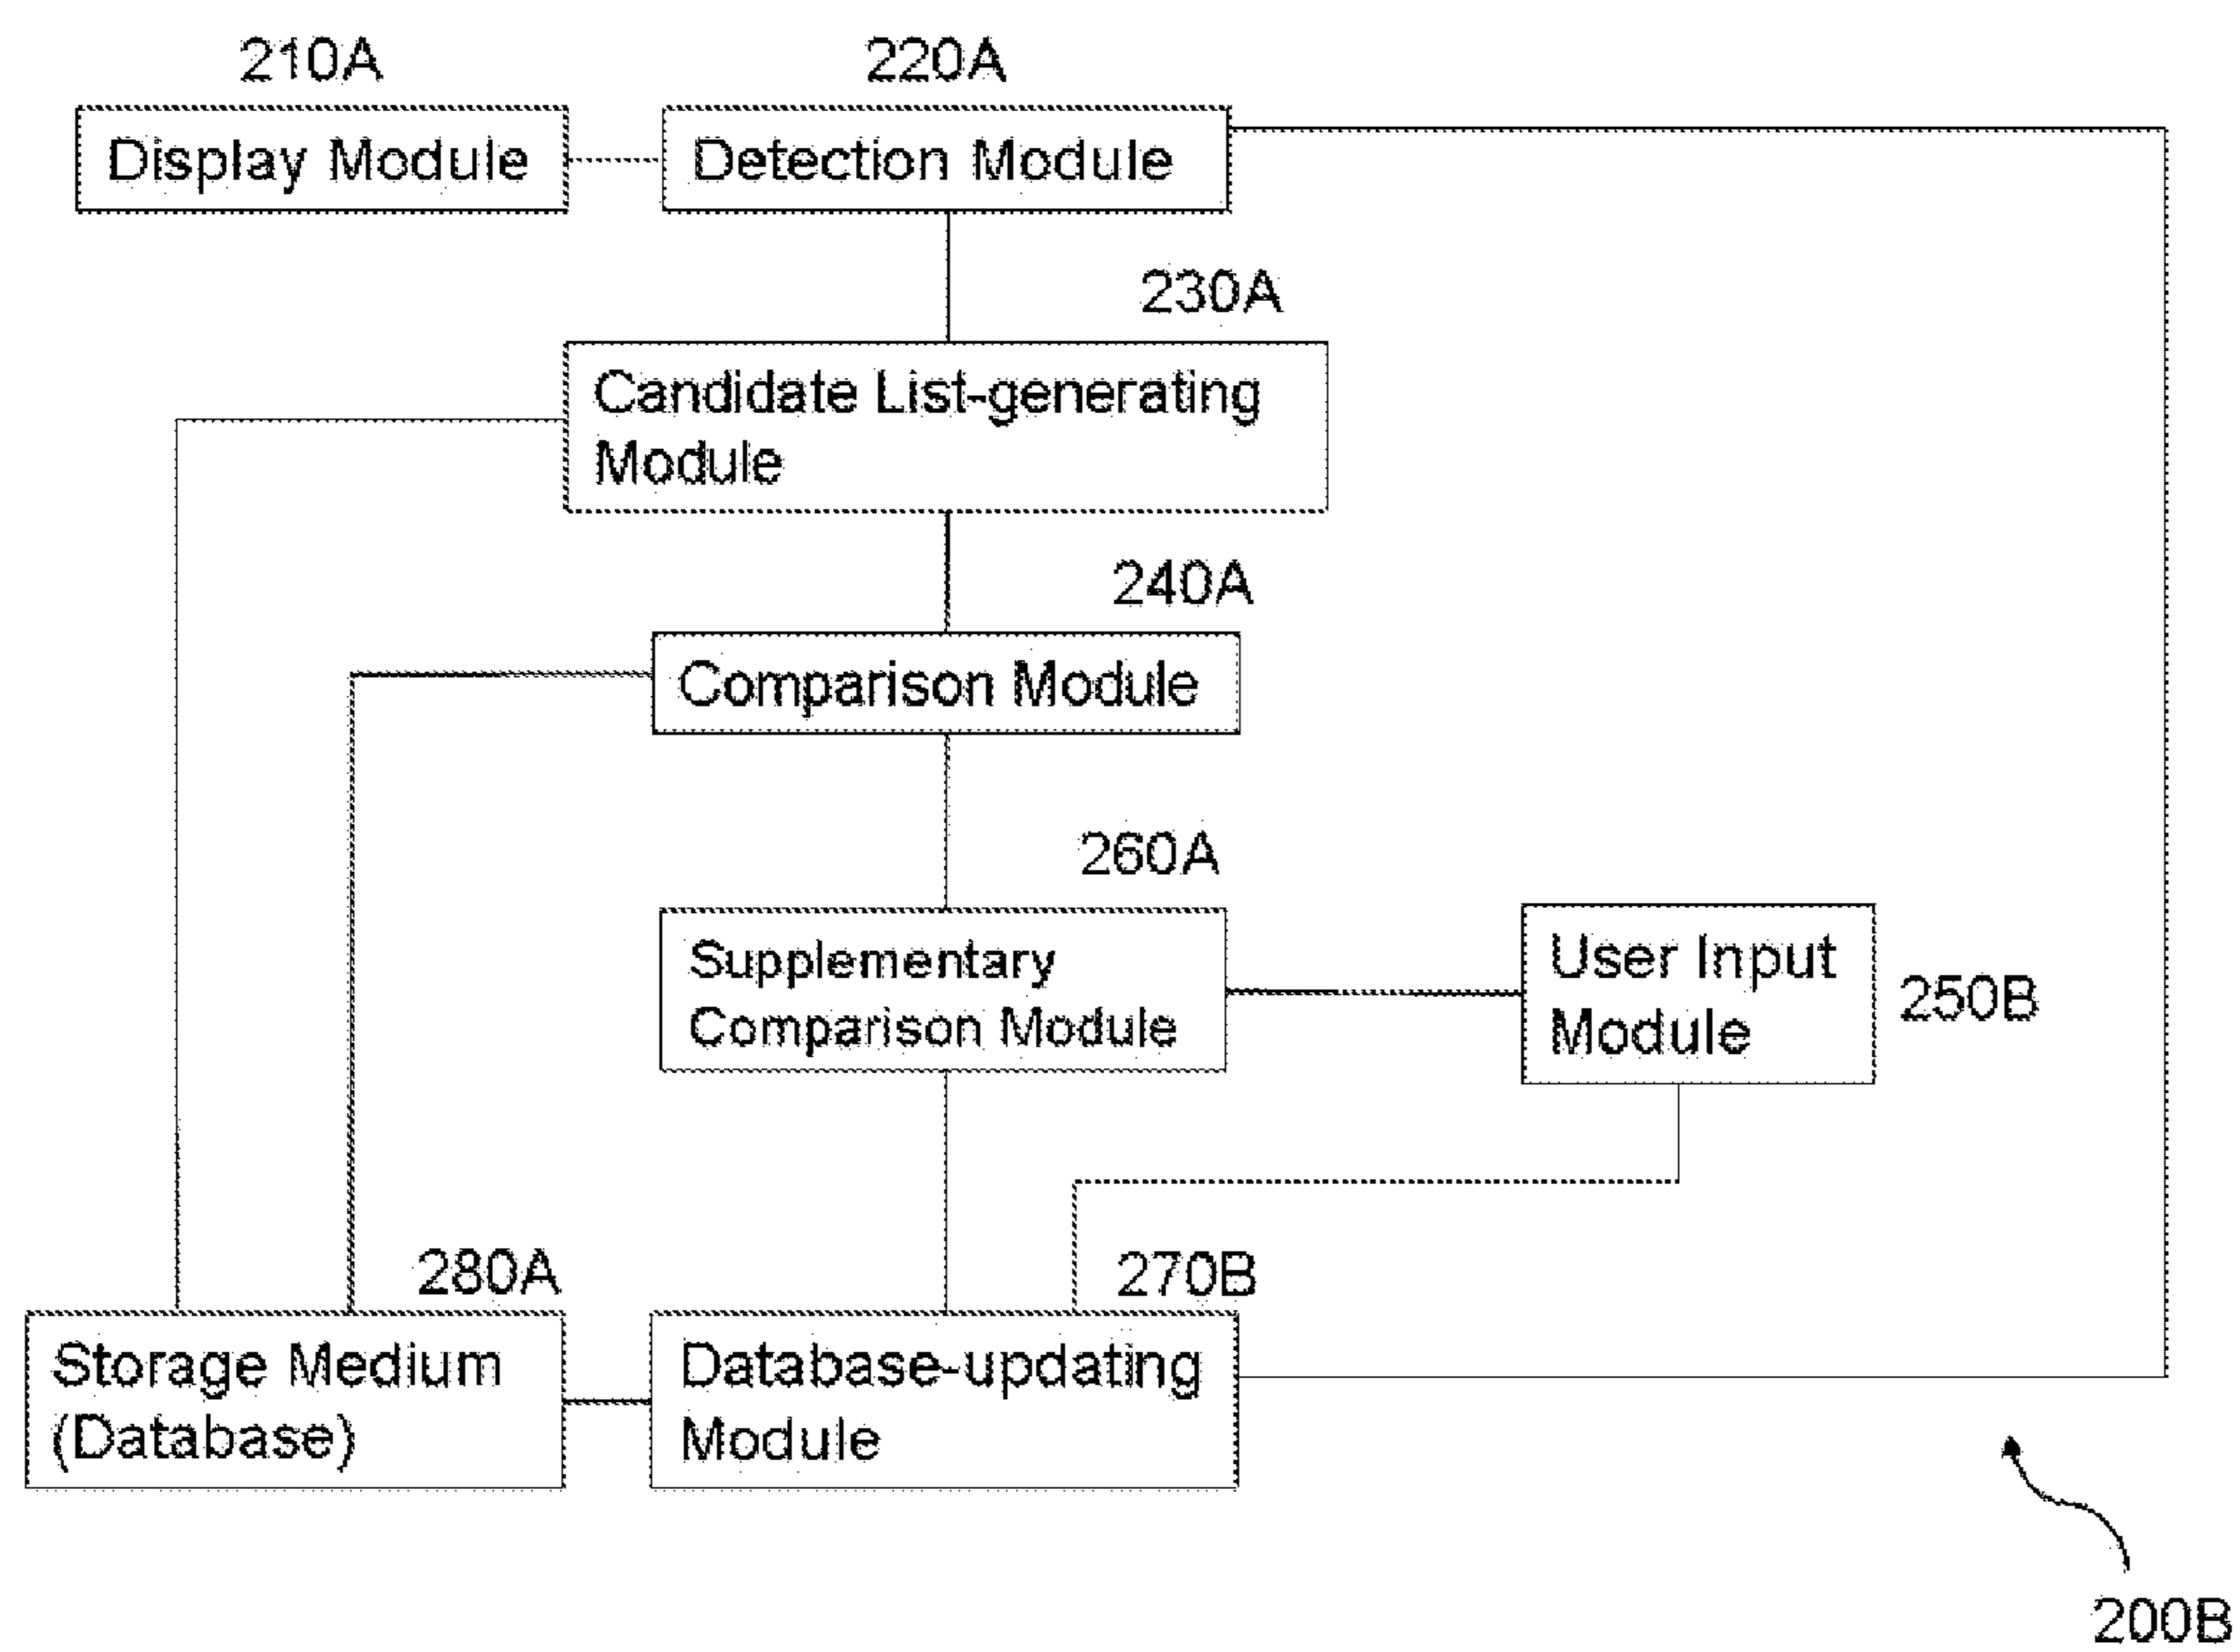 210A
220A
Display Module
Detection Module
230A
Candidate List-generating
Module
240A
Comparison Module
260A
Supplementary
Comparison Module
User Input
Module
250B
280A
270B
Storage Medium
(Database)
Database-updating
Module
200B